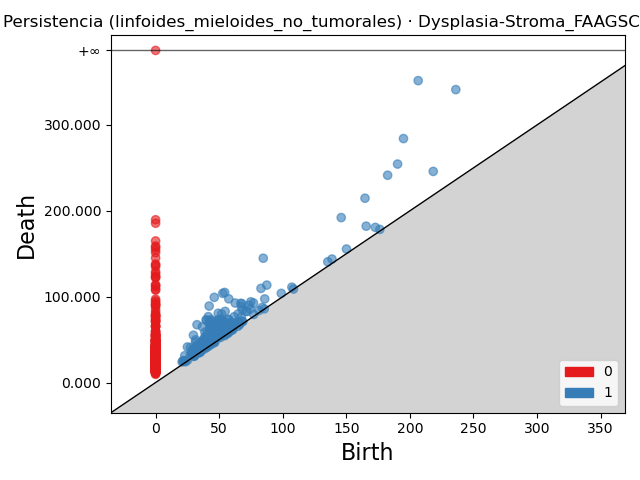 Persistencia (linfoides_mieloides_no_tumorales) · Dysplasia-Stroma_FAAGSC
+∞
300.000
200.000
100.000
0.000
Death
0
1
0 50 100 150 200 250 300 350
Birth